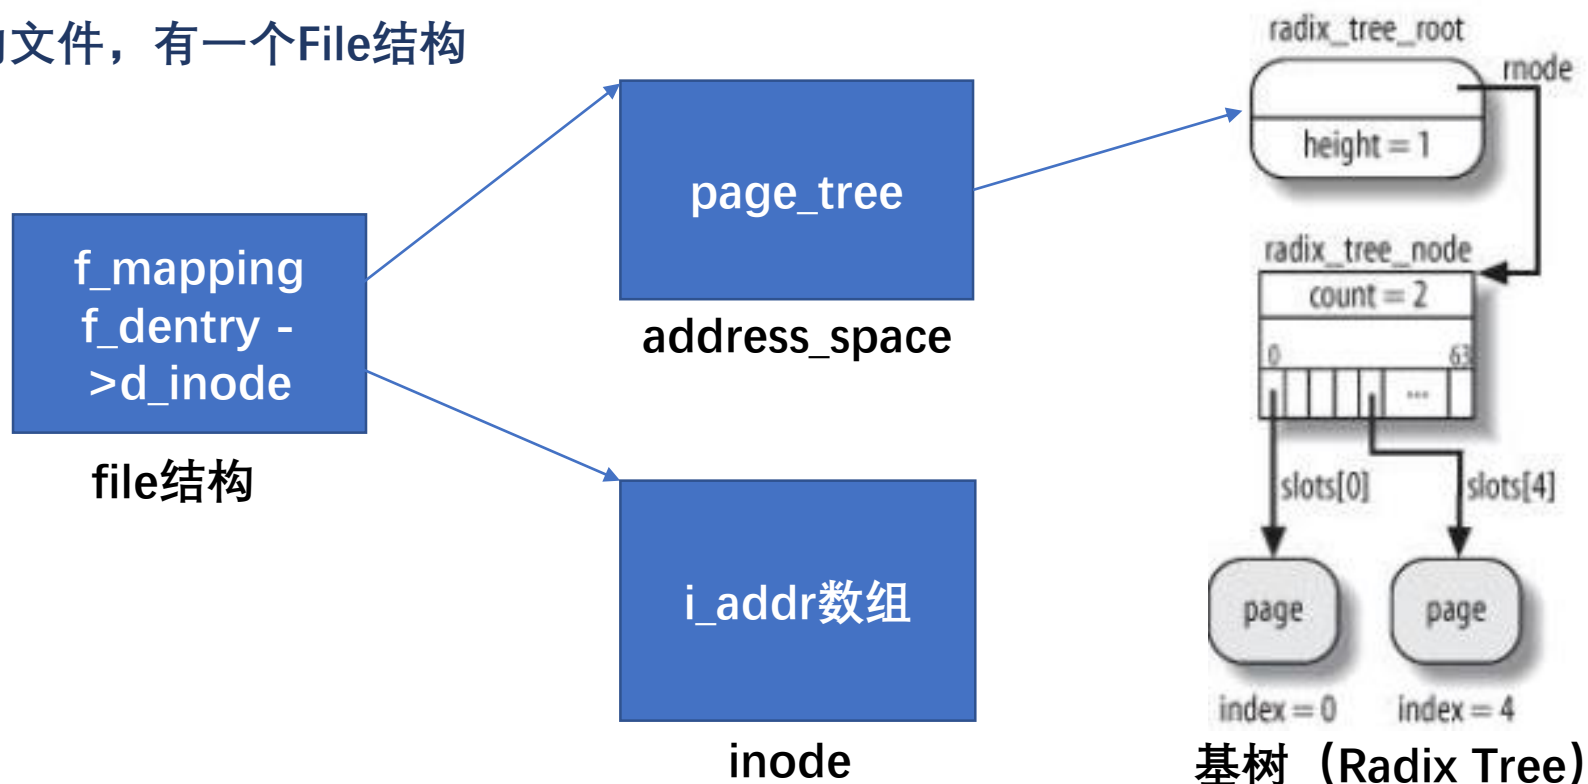 文件，有一个File结构
f_mapping
f_dentry -
>d_inode
file结构
page_tree
address_space
i_addr数组
inode
radix_tree_root
rnode
height = 1
radix_tree_node
count = 2
0
63
...
slots[0]
slots[4]
page
page
index = 0
index = 4
基树（Radix Tree）